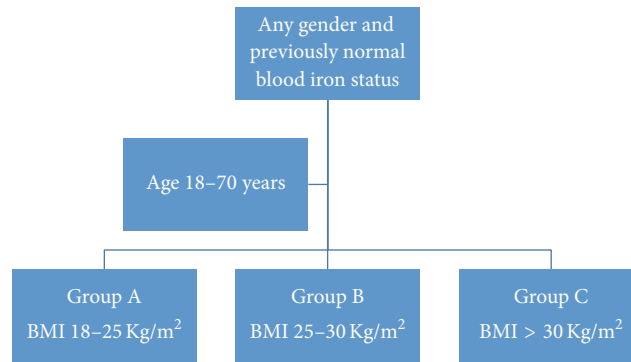 Any gender and
previously normal
blood iron status
Age 18–70 years
Group A
BMI 18–25 Kg/m²
Group B
BMI 25–30 Kg/m²
Group C
BMI > 30 Kg/m²